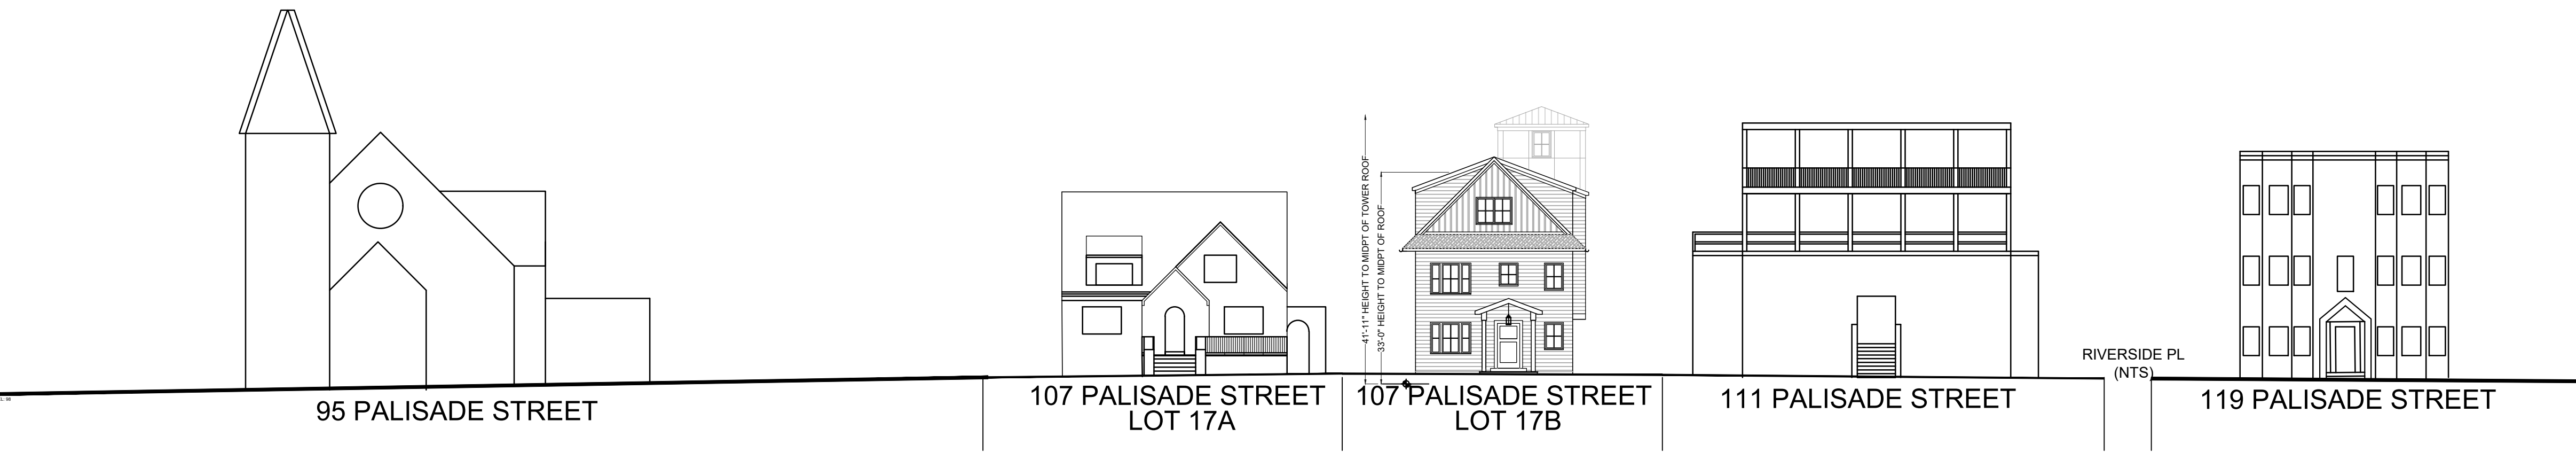 41'-11" HEIGHT TO MIDPT OF TOWER ROOF
33'-0" HEIGHT TO MIDPT OF ROOF
RIVERSIDE PL
(NTS)
95 PALISADE STREET
107 PALISADE STREET
LOT 17A
107 PALISADE STREET
LOT 17B
111 PALISADE STREET
119 PALISADE STREET